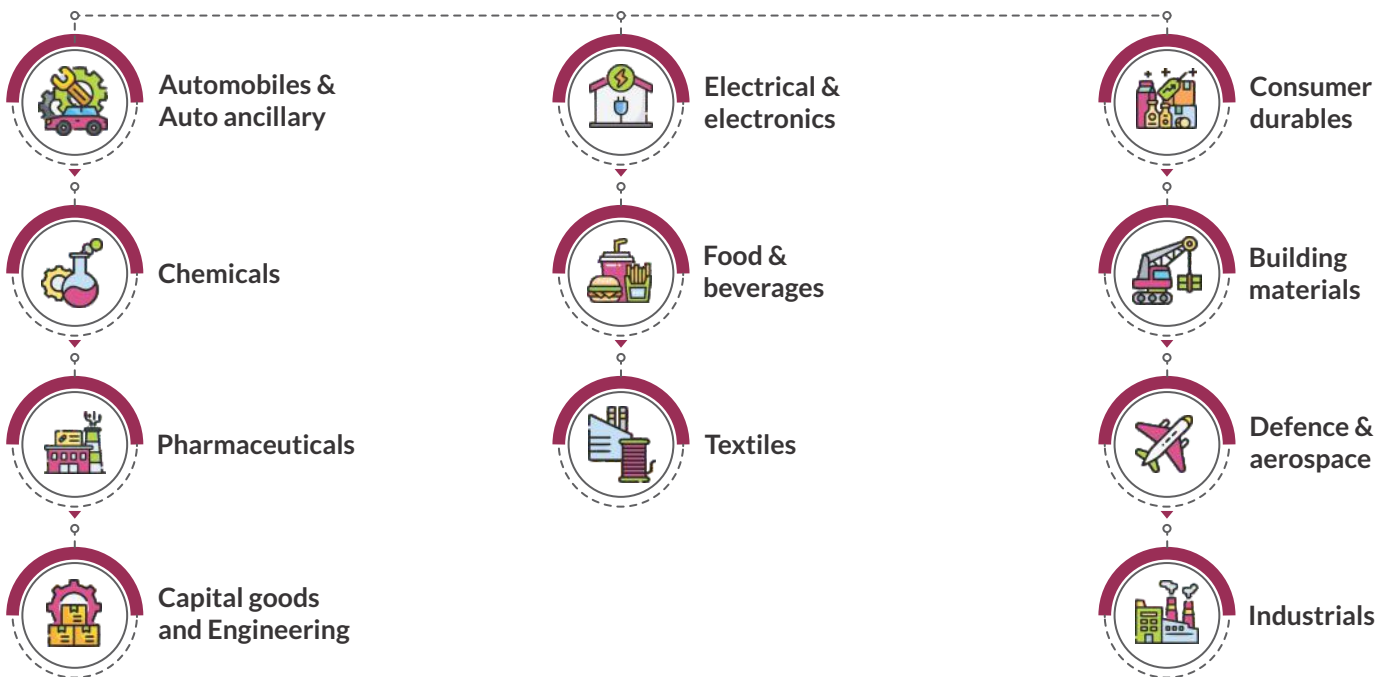 Automobiles &
Auto ancillary
Electrical &
electronics
Consumer
durables
Chemicals
Food &
beverages
Building
materials
Pharmaceuticals
Textiles
Defence &
aerospace
Capital goods
and Engineering
Industrials